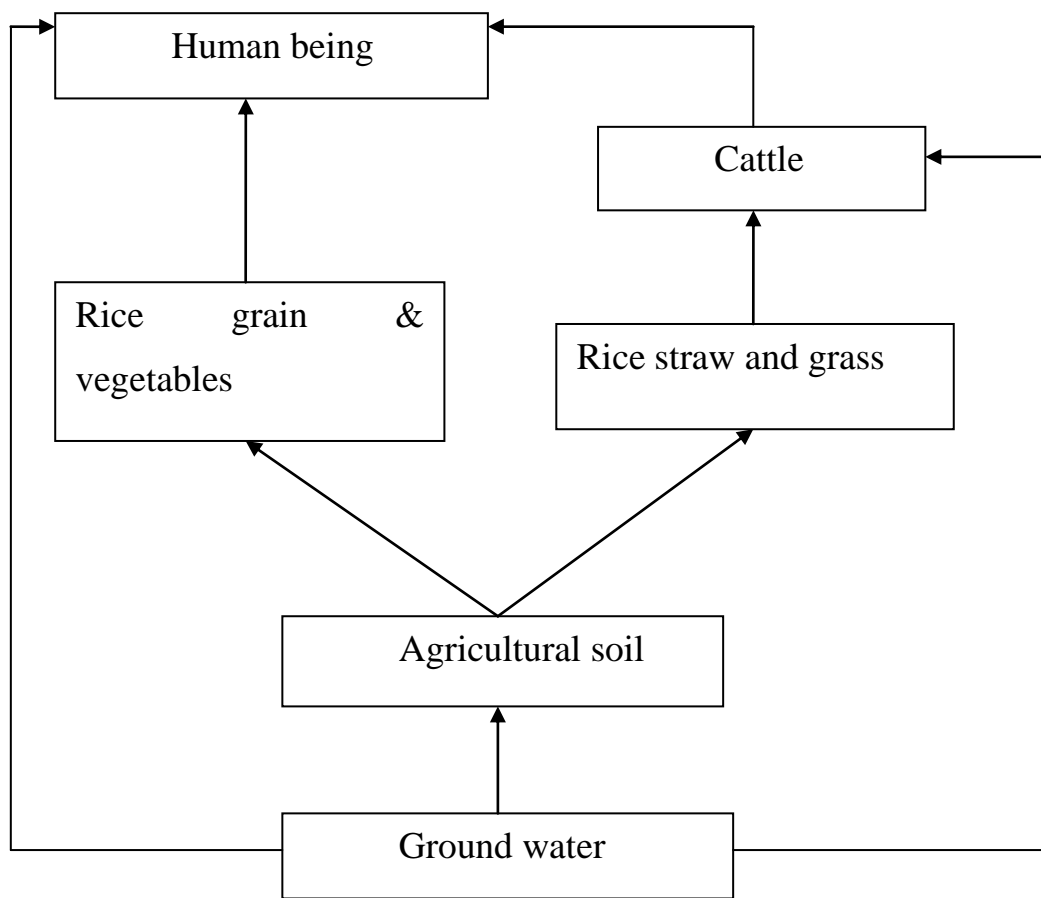 Human being
Cattle
Rice grain &
vegetables
Rice straw and grass
Agricultural soil
Ground water